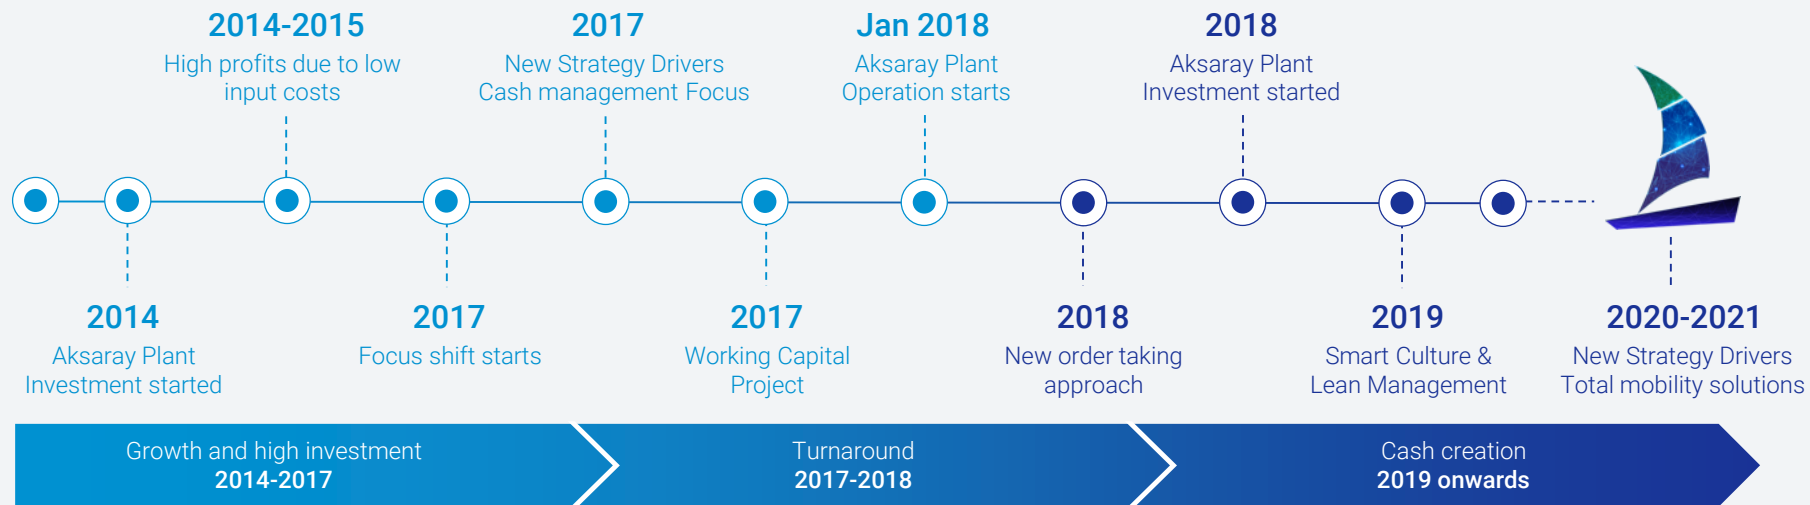 2014-2015
High profits due to low
input costs
2017
New Strategy Drivers
Cash management Focus
Jan 2018
Aksaray Plant
Operation starts
2018
Aksaray Plant
Investment started
2014
Aksaray Plant
Investment started
2017
Focus shift starts
2017
Working Capital
Project
2018
New order taking
approach
2019
Smart Culture &
Lean Management
2020-2021
New Strategy Drivers
Total mobility solutions
Growth and high investment
2014-2017
Turnaround
2017-2018
Cash creation
2019 onwards